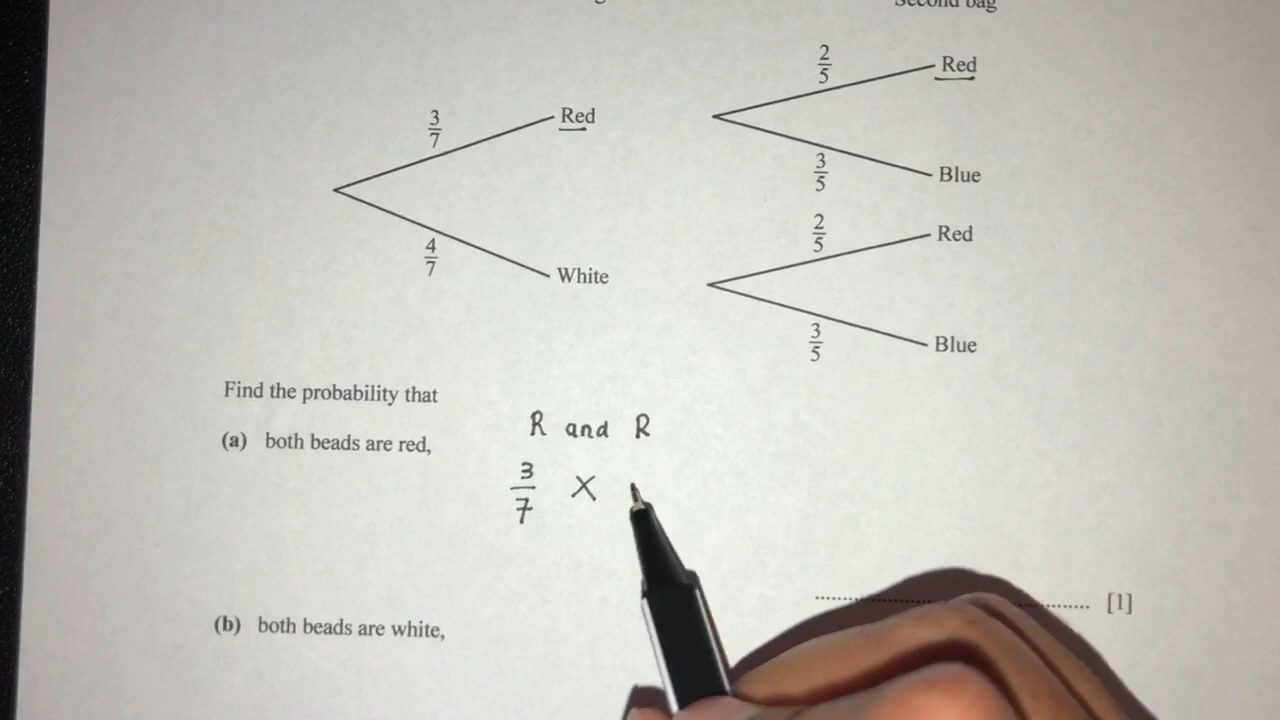 Second bag
2/5
Red
3/7
Red
3/5
Blue
2/5
Red
4/7
White
3/5
Blue
Find the probability that
R and R
(a) both beads are red,
3/7 ×
[1]
(b) both beads are white,